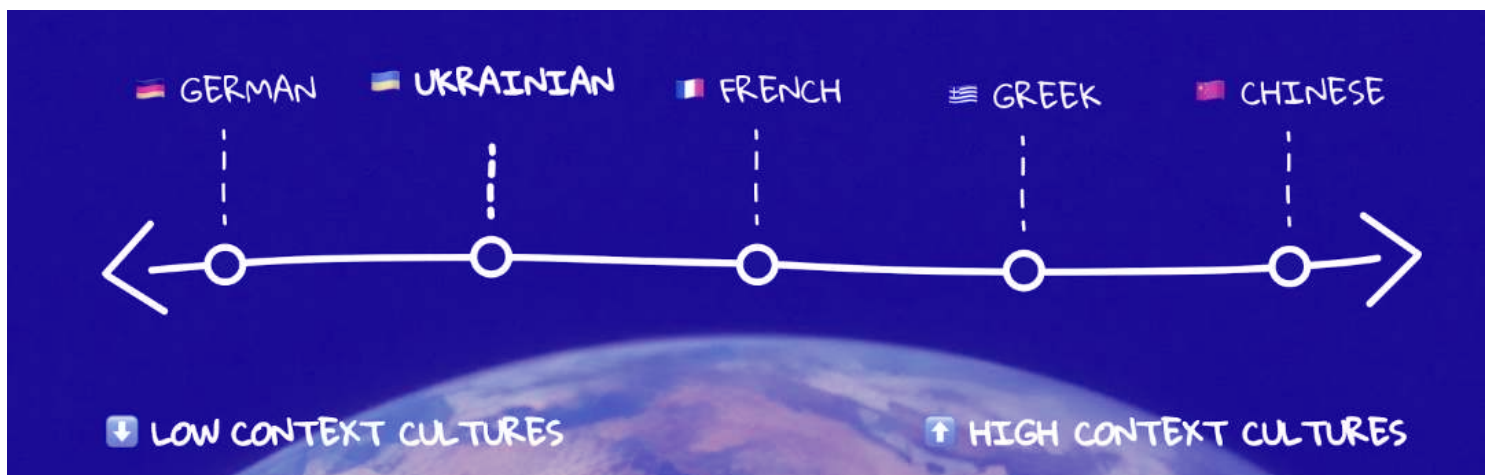 GERMAN
UKRAINIAN
FRENCH
GREEK
CHINESE
LOW CONTEXT CULTURES
HIGH CONTEXT CULTURES